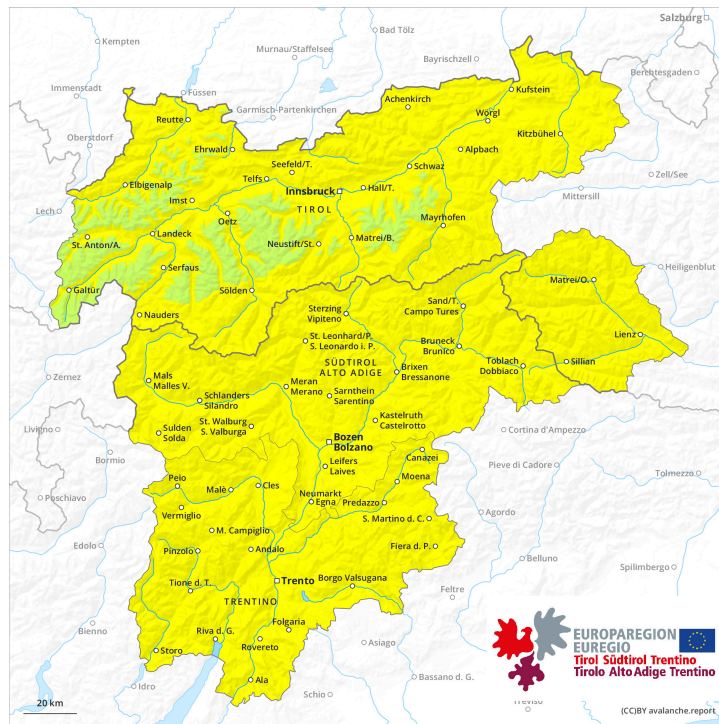 Salzburg
Kempten
Bad Tölz
Murnau/Staffelsee
Bayrischzell
Berchtesgaden
Immenstadt
Füssen
Kufstein
Garmisch-Partenkirchen
Achenkirch
Reutte
Wörgl
Oberstdorf
Kitzbühel
Ehrwald
Alpbach
Seefeld/T.
Schwaz
Telfs
Zell/See
Elbigenalp
Innsbruck
Hall/T.
Mittersill
Imst
Lech
TIROL
Oetz
Mayrhofen
Landeck
St. Anton/A.
Neustift/St.
Matrei/B.
Serfaus
Heiligenblut
Galtür
Sölden
Matrei/O.
Nauders
Sterzing
Vipiteno
Sand/T.
Campo Tures
Lienz
St. Leonhard/P.
S. Leonardo i. P.
Bruneck
Brunico
Toblach
Dobbiaco
Sillian
SÜDTIROL
ALTO ADIGE
Brixen
Bressanone
Zernez
Mals
Malles V.
Meran
Merano
Sarnthein
Sarentino
Schlanders
Silandro
Kastelruth
Castelrotto
St. Walburg
S. Valburga
Livigno
Sulden
Solda
Cortina d'Ampezzo
Bozen
Bolzano
Bormio
Leifers
Laives
Canazei
Pieve di Cadore
Tolmezzo
Peio
Malè
Cles
Moena
Poschiavo
Neumarkt
Egna
Predazzo
Vermiglio
Agordo
S. Martino d. C.
M. Campiglio
Edolo
Pinzolo
Andalo
Fiera d. P.
Belluno
Spilimbergo
Trento
Tione d. T.
Borgo Valsugana
Feltre
TRENTINO
Folgaria
Bienno
Riva d. G.
Rovereto
Asiago
Storo
Ala
Bassano d. G.
Idro
Schio
Treviso
EUROPAREGION
EUREGIO
Tirol Südtirol Trentino
Tirolo Alto Adige Trentino
20 km
(CC)BY avalanche.report